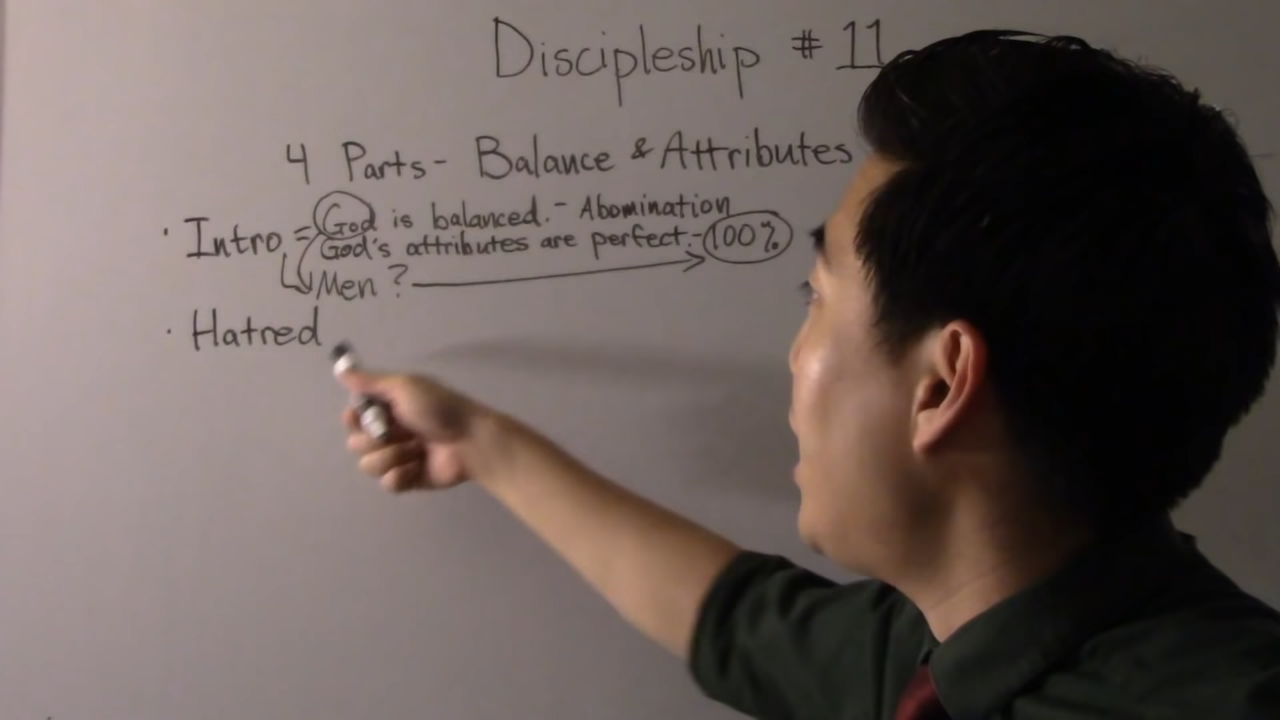 Discipleship # 11
4 Parts - Balance & Attributes
· Intro = God is balanced. - Abomination
God's attributes are perfect. - 100%
Men ?
· Hatred